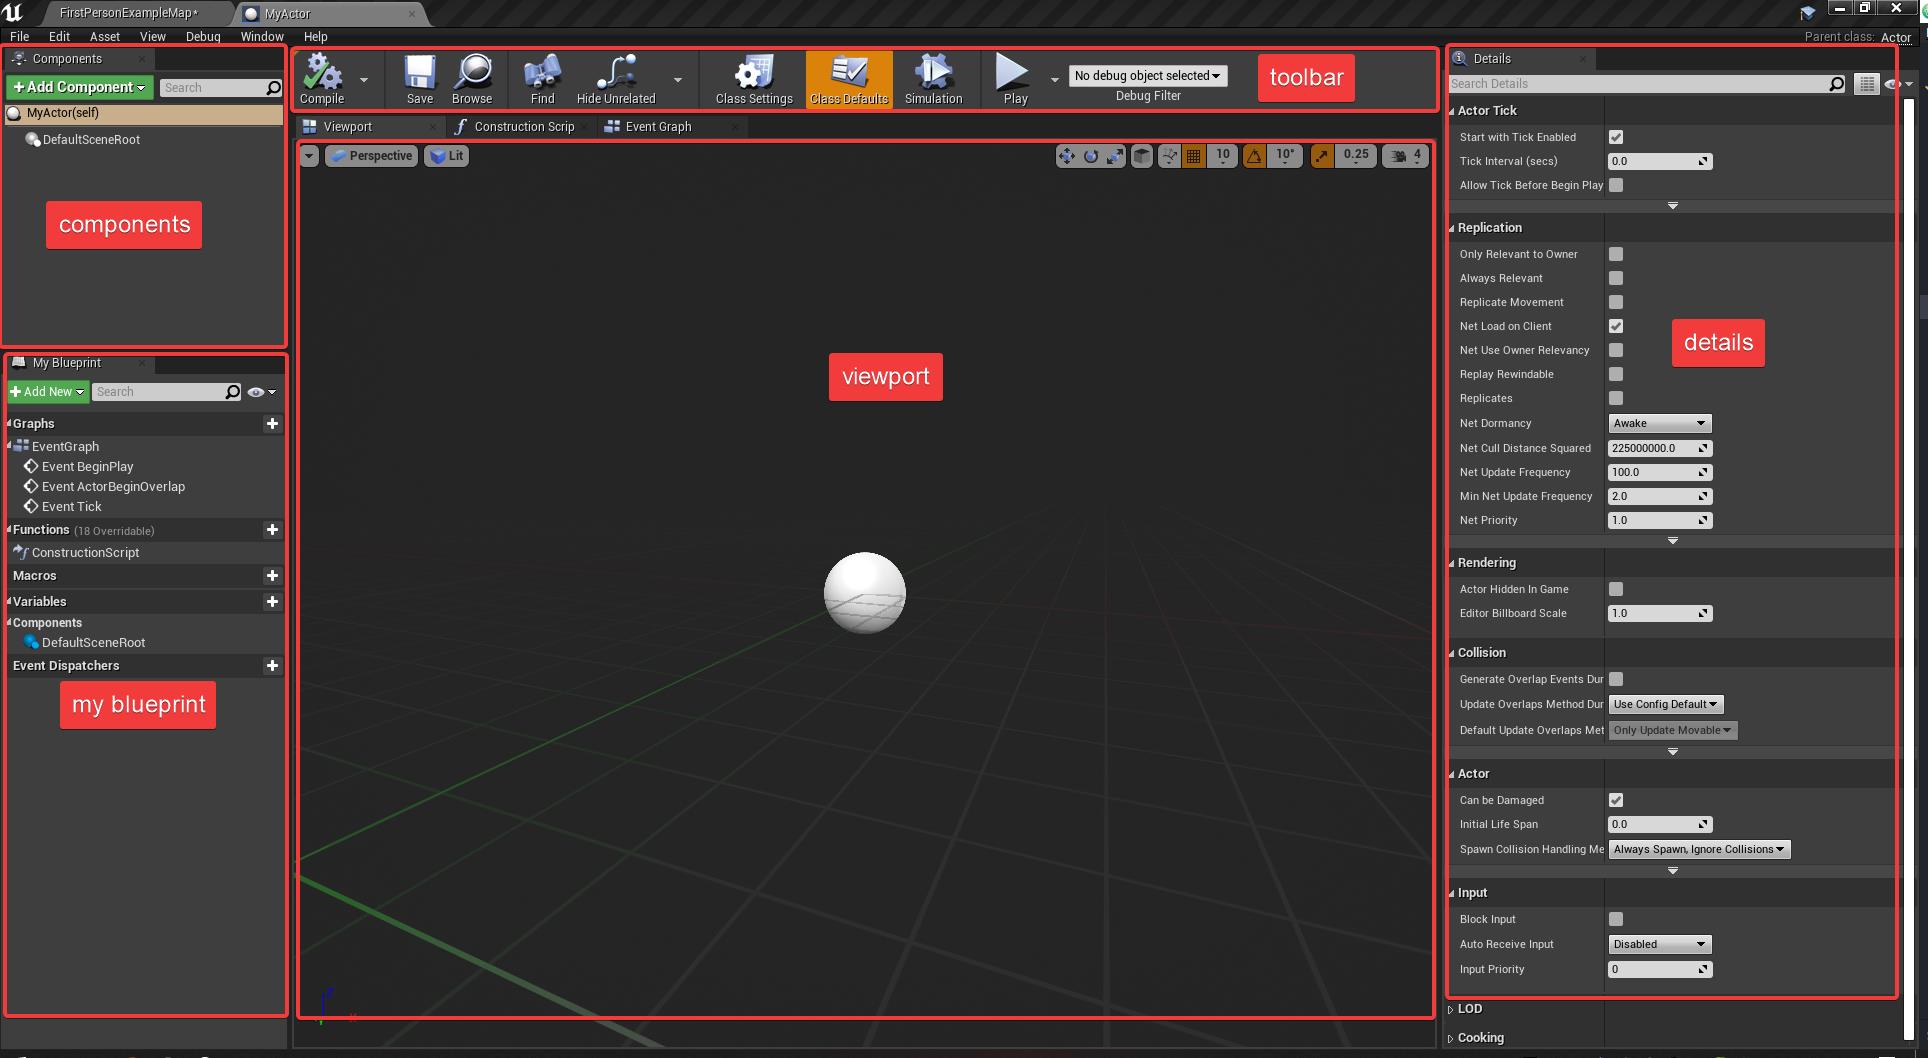 FirstPersonExampleMap*
MyActor
File Edit Asset View Debug Window Help
Parent class: Actor
Components
Add Component
Search
MyActor(self)
DefaultSceneRoot
components
My Blueprint
Add New
Search
Graphs
EventGraph
Event BeginPlay
Event ActorBeginOverlap
Event Tick
Functions (18 Overridable)
ConstructionScript
Macros
Variables
Components
DefaultSceneRoot
Event Dispatchers
my blueprint
Compile
Save
Browse
Find
Hide Unrelated
Class Settings
Class Defaults
Simulation
Play
No debug object selected
Debug Filter
toolbar
Viewport
Construction Scrip
Event Graph
Perspective
Lit
10
10°
0.25
4
viewport
Z
X
Y
Details
Search Details
Actor Tick
Start with Tick Enabled
Tick Interval (secs) 0.0
Allow Tick Before Begin Play
Replication
Only Relevant to Owner
Always Relevant
Replicate Movement
Net Load on Client
Net Use Owner Relevancy
Replay Rewindable
Replicates
Net Dormancy Awake
Net Cull Distance Squared 225000000.0
Net Update Frequency 100.0
Min Net Update Frequency 2.0
Net Priority 1.0
details
Rendering
Actor Hidden In Game
Editor Billboard Scale 1.0
Collision
Generate Overlap Events Dur
Update Overlaps Method Dur Use Config Default
Default Update Overlaps Met Only Update Movable
Actor
Can be Damaged
Initial Life Span 0.0
Spawn Collision Handling Me Always Spawn, Ignore Collisions
Input
Block Input
Auto Receive Input Disabled
Input Priority 0
LOD
Cooking